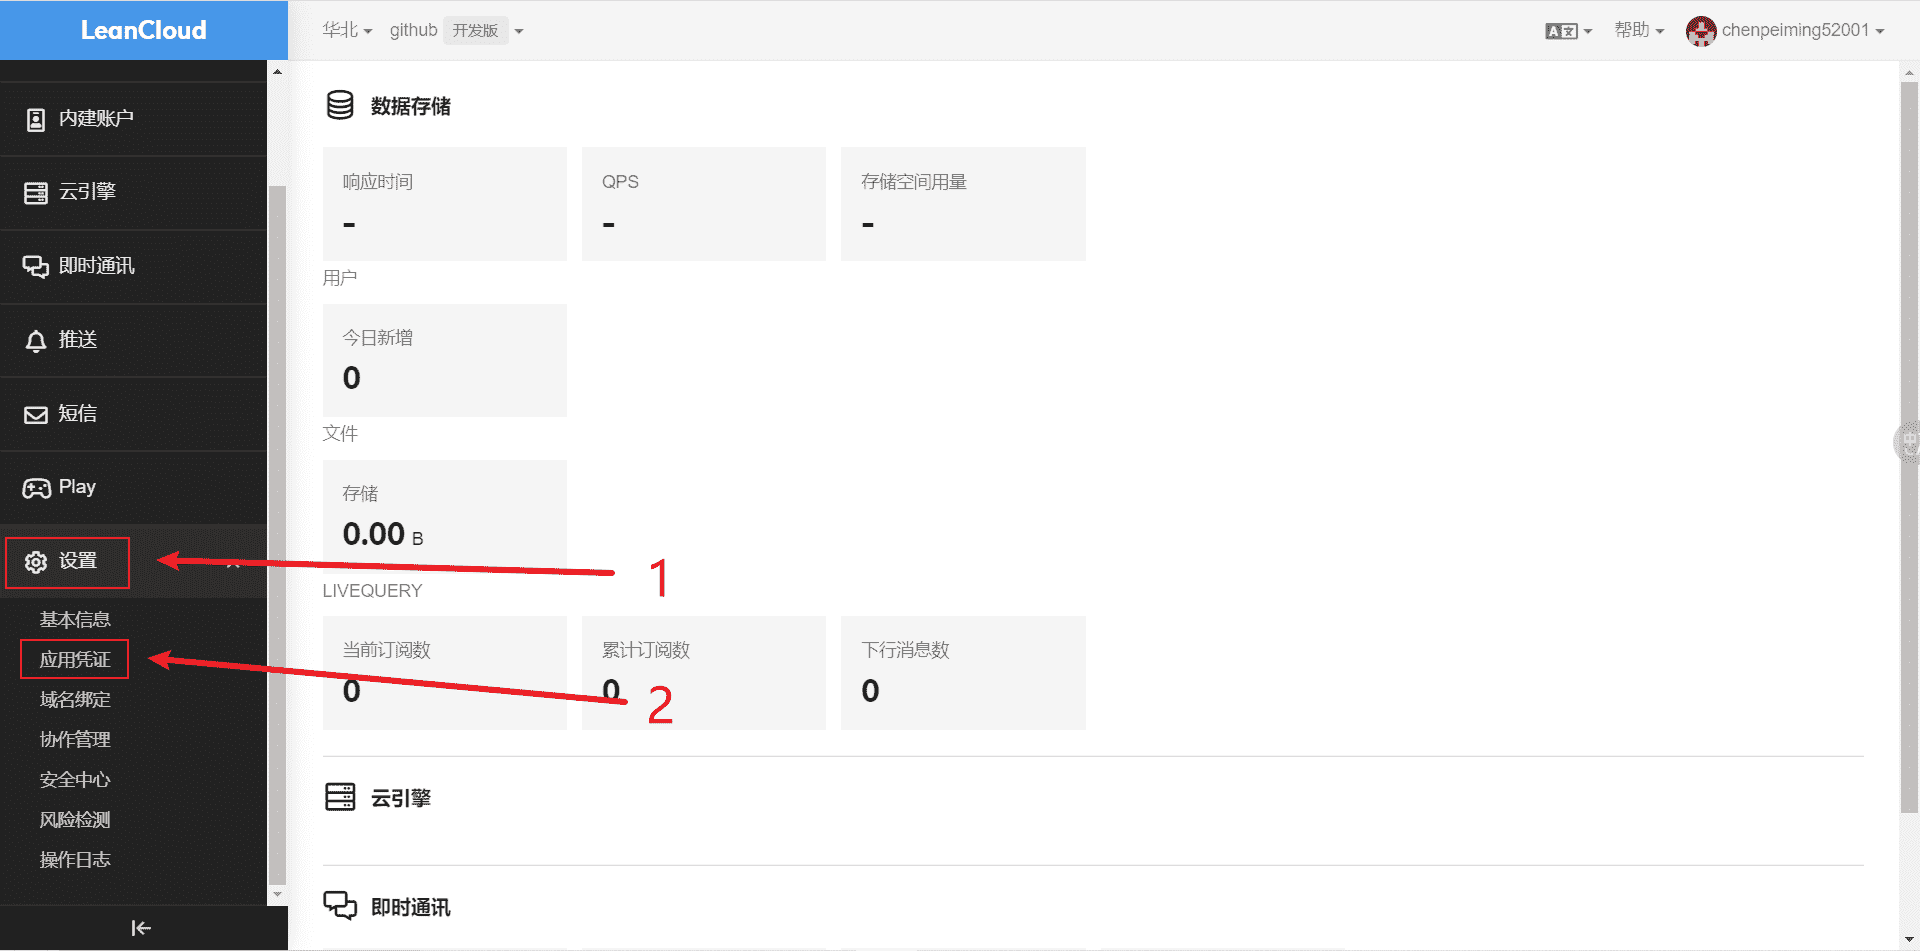 LeanCloud
华北
github
开发版
帮助
chenpeiming52001
内建账户
云引擎
即时通讯
推送
短信
Play
设置
基本信息
应用凭证
域名绑定
协作管理
安全中心
风险检测
操作日志
数据存储
响应时间
-
QPS
-
存储空间用量
-
用户
今日新增
0
文件
存储
0.00 B
1
LIVEQUERY
当前订阅数
0
累计订阅数
0
2
下行消息数
0
云引擎
即时通讯